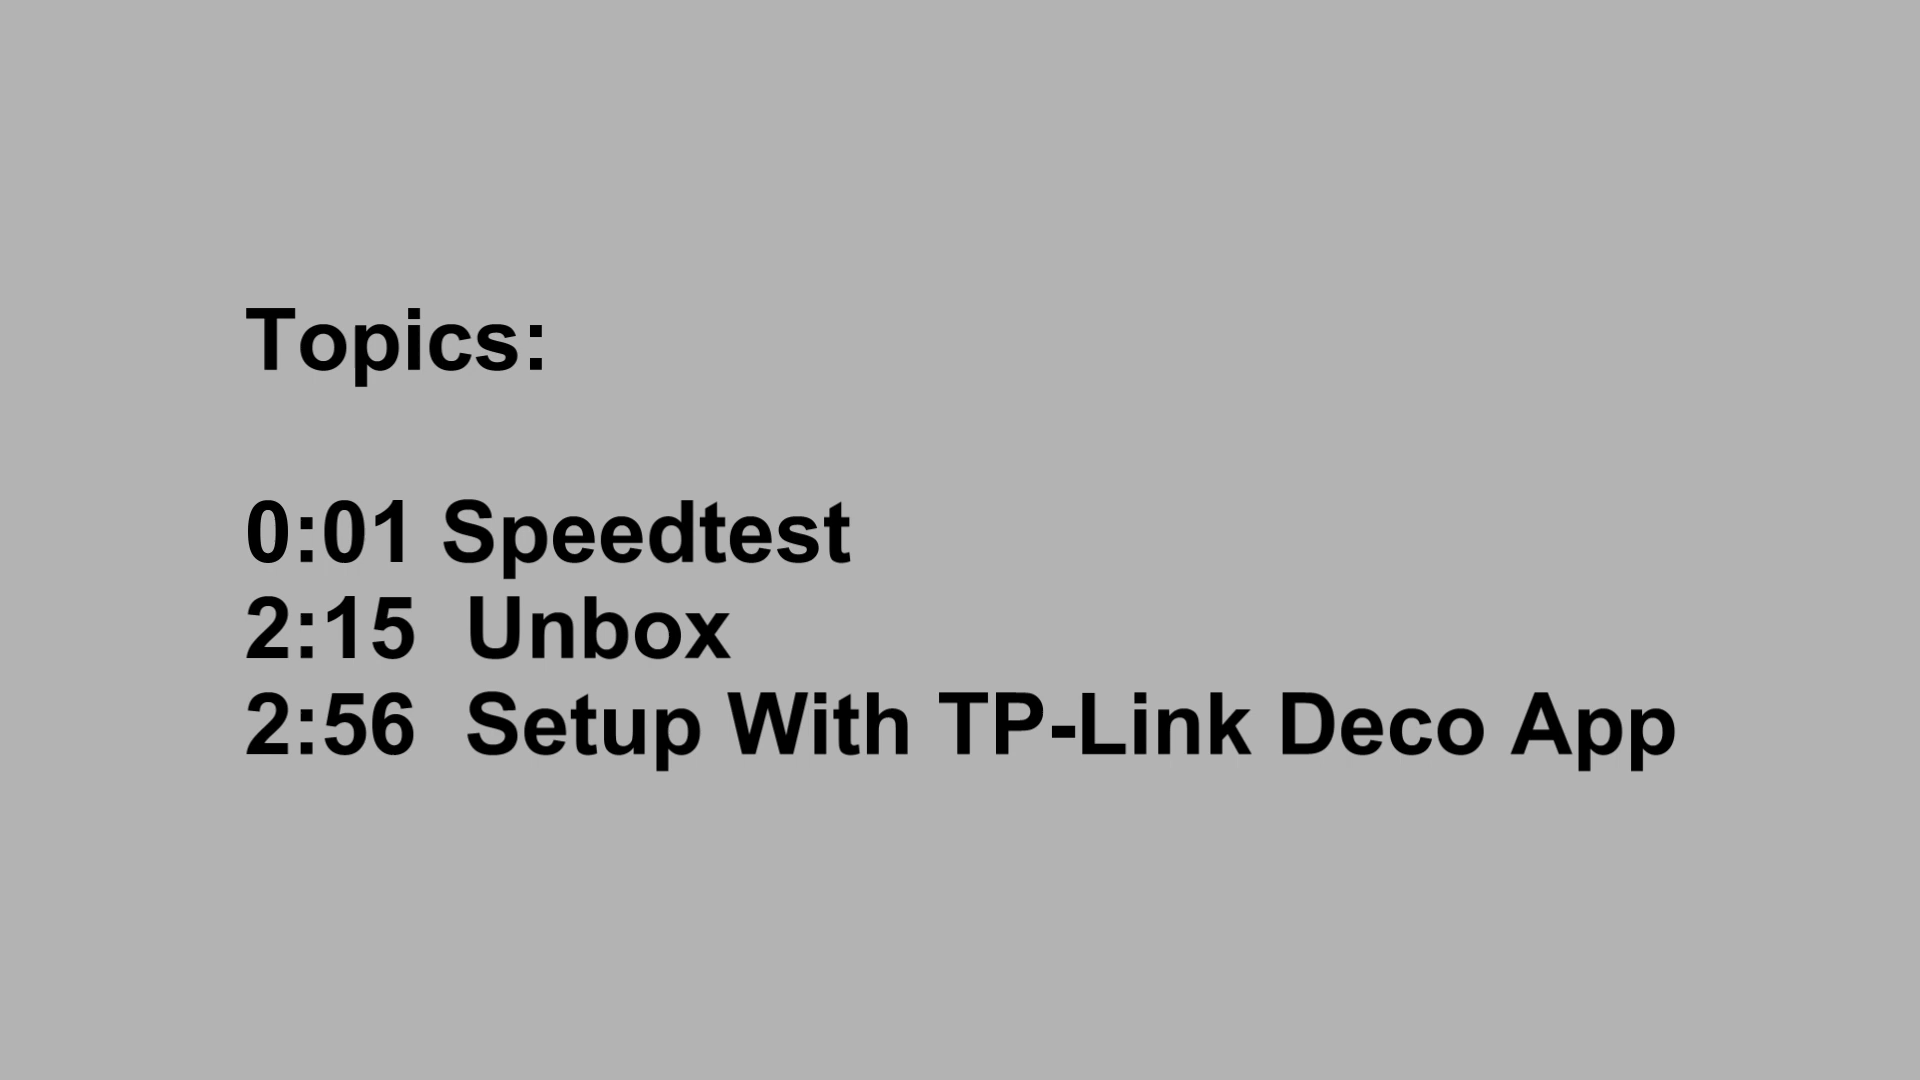 Topics:
0:01 Speedtest
2:15  Unbox
2:56  Setup With TP-Link Deco App